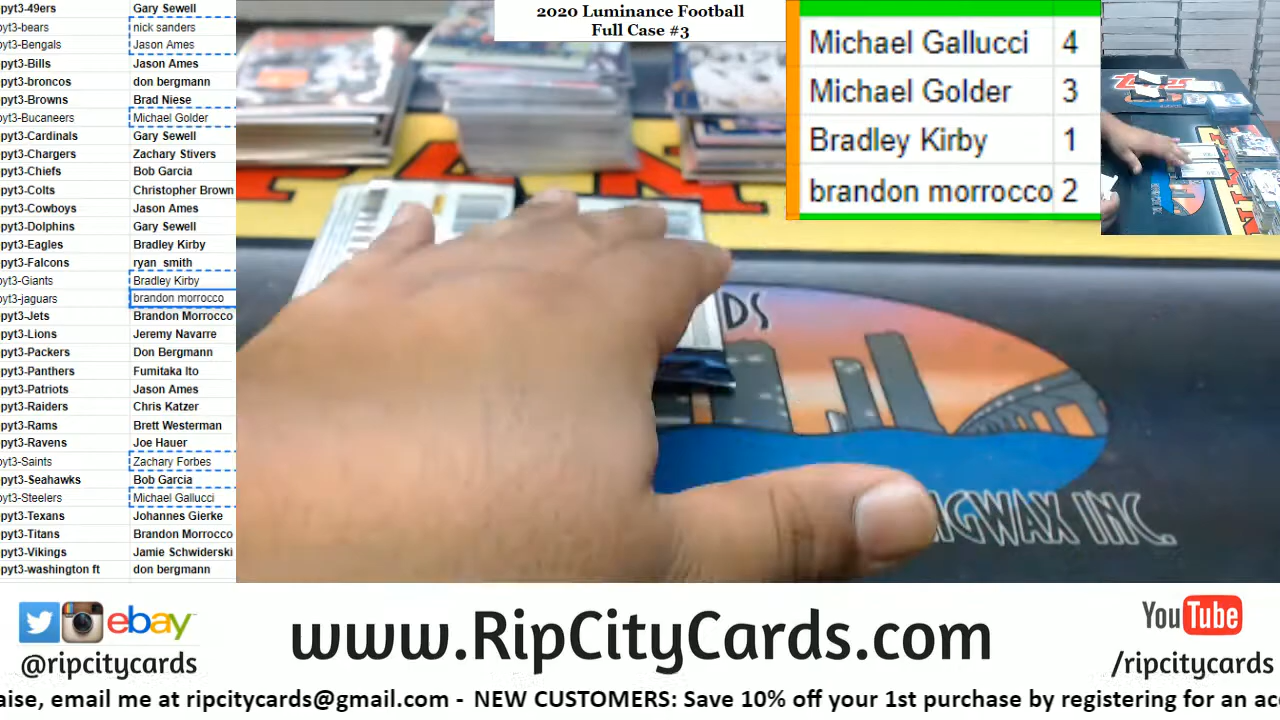 pyt3-49ers Gary Sewell
pyt3-bears nick sanders
pyt3-Bengals Jason Ames
pyt3-Bills Jason Ames
pyt3-broncos don bergmann
pyt3-Browns Brad Niese
pyt3-Bucaneers Michael Golder
pyt3-Cardinals Gary Sewell
pyt3-Chargers Zachary Stivers
pyt3-Chiefs Bob Garcia
pyt3-Colts Christopher Brown
pyt3-Cowboys Jason Ames
pyt3-Dolphins Gary Sewell
pyt3-Eagles Bradley Kirby
pyt3-Falcons ryan smith
pyt3-Giants Bradley Kirby
pyt3-jaguars brandon morrocco
pyt3-Jets Brandon Morrocco
pyt3-Lions Jeremy Navarre
pyt3-Packers Don Bergmann
pyt3-Panthers Fumitaka Ito
pyt3-Patriots Jason Ames
pyt3-Raiders Chris Katzer
pyt3-Rams Brett Westerman
pyt3-Ravens Joe Hauer
pyt3-Saints Zachary Forbes
pyt3-Seahawks Bob Garcia
pyt3-Steelers Michael Gallucci
pyt3-Texans Johannes Gierke
pyt3-Titans Brandon Morrocco
pyt3-Vikings Jamie Schwiderski
pyt3-washington ft don bergmann
2020 Luminance Football
Full Case #3
Michael Gallucci 4
Michael Golder 3
Bradley Kirby 1
brandon morrocco 2
DS
GWAX INC.
ebay
@ripcitycards
www.RipCityCards.com
YouTube
/ripcitycards
aise, email me at ripcitycards@gmail.com - NEW CUSTOMERS: Save 10% off your 1st purchase by registering for an acc